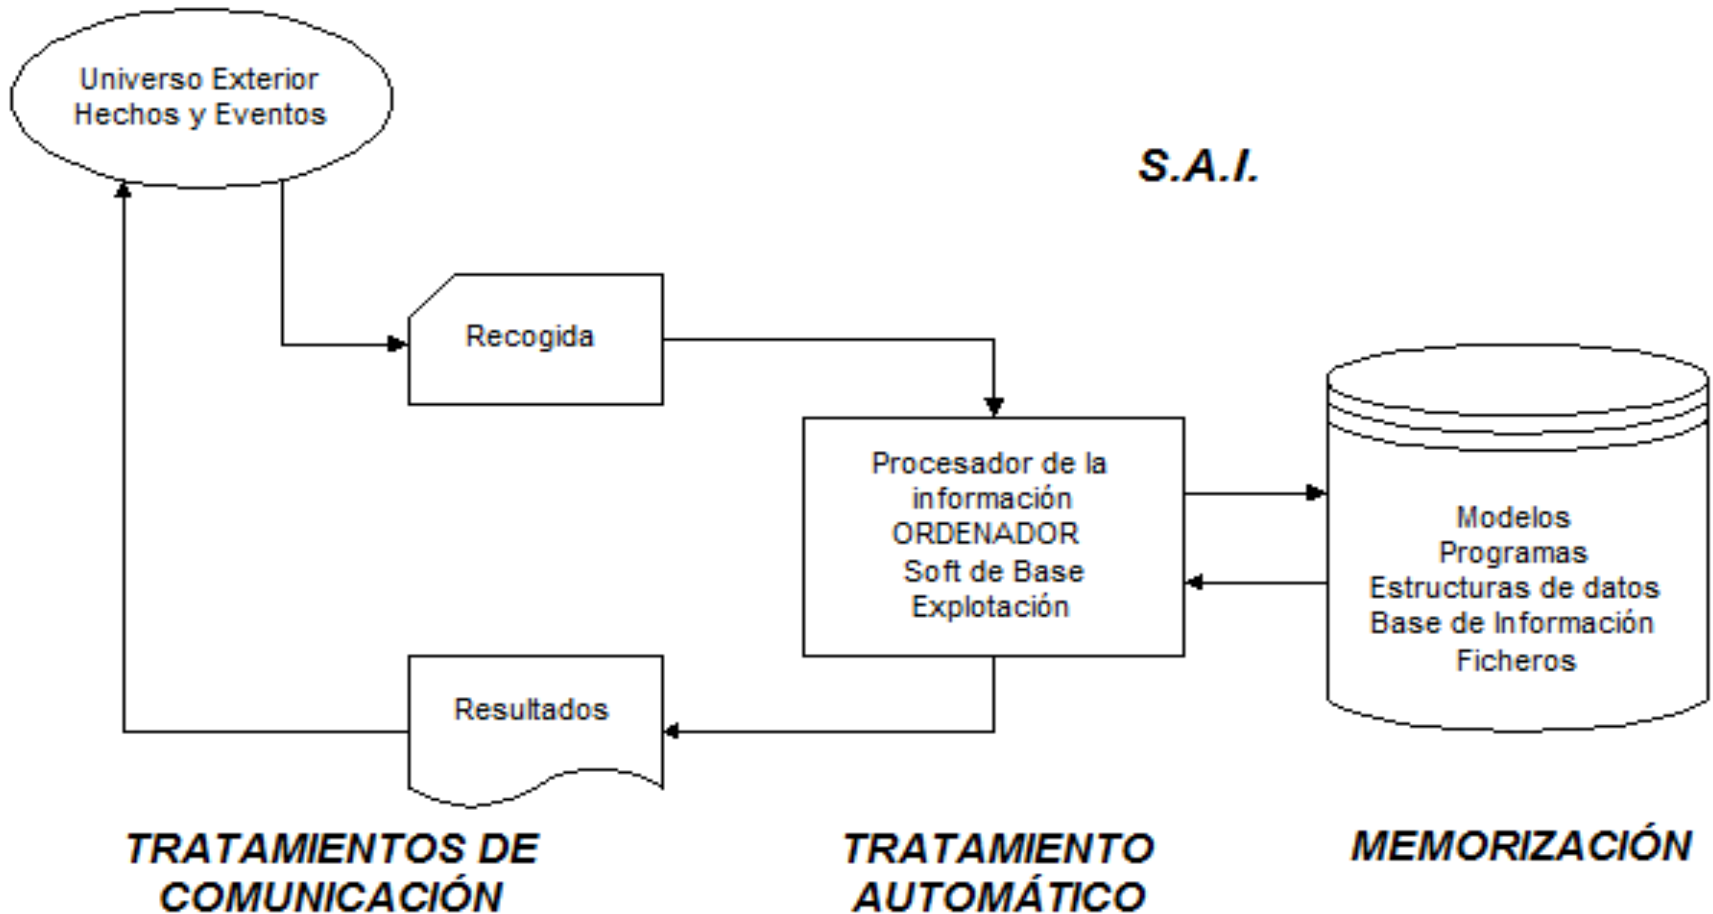 Universo Exterior
Hechos y Eventos
S.A.I.
Recogida
Procesador de la
información
ORDENADOR
Soft de Base
Explotación
Modelos
Programas
Estructuras de datos
Base de Información
Ficheros
Resultados
TRATAMIENTOS DE
COMUNICACIÓN
TRATAMIENTO
AUTOMÁTICO
MEMORIZACIÓN